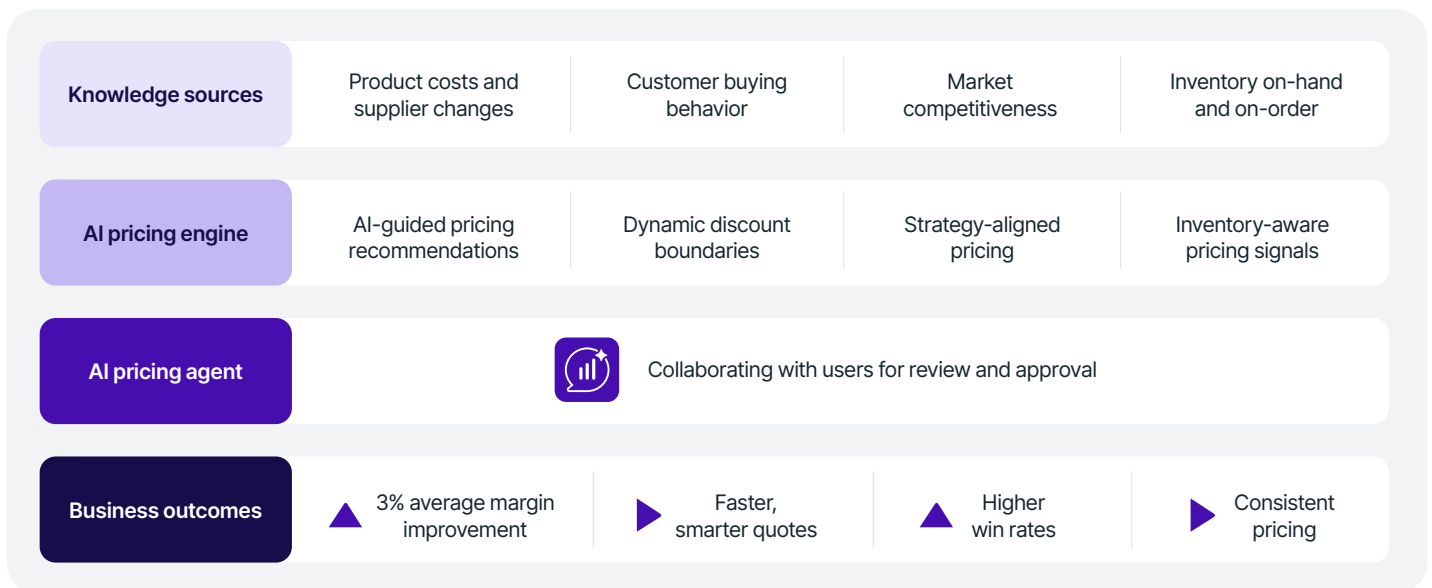 Knowledge sources
Product costs and
supplier changes
Customer buying
behavior
Market
competitiveness
Inventory on-hand
and on-order
AI pricing engine
AI-guided pricing
recommendations
Dynamic discount
boundaries
Strategy-aligned
pricing
Inventory-aware
pricing signals
AI pricing agent
Collaborating with users for review and approval
Business outcomes
3% average margin
improvement
Faster,
smarter quotes
Higher
win rates
Consistent
pricing